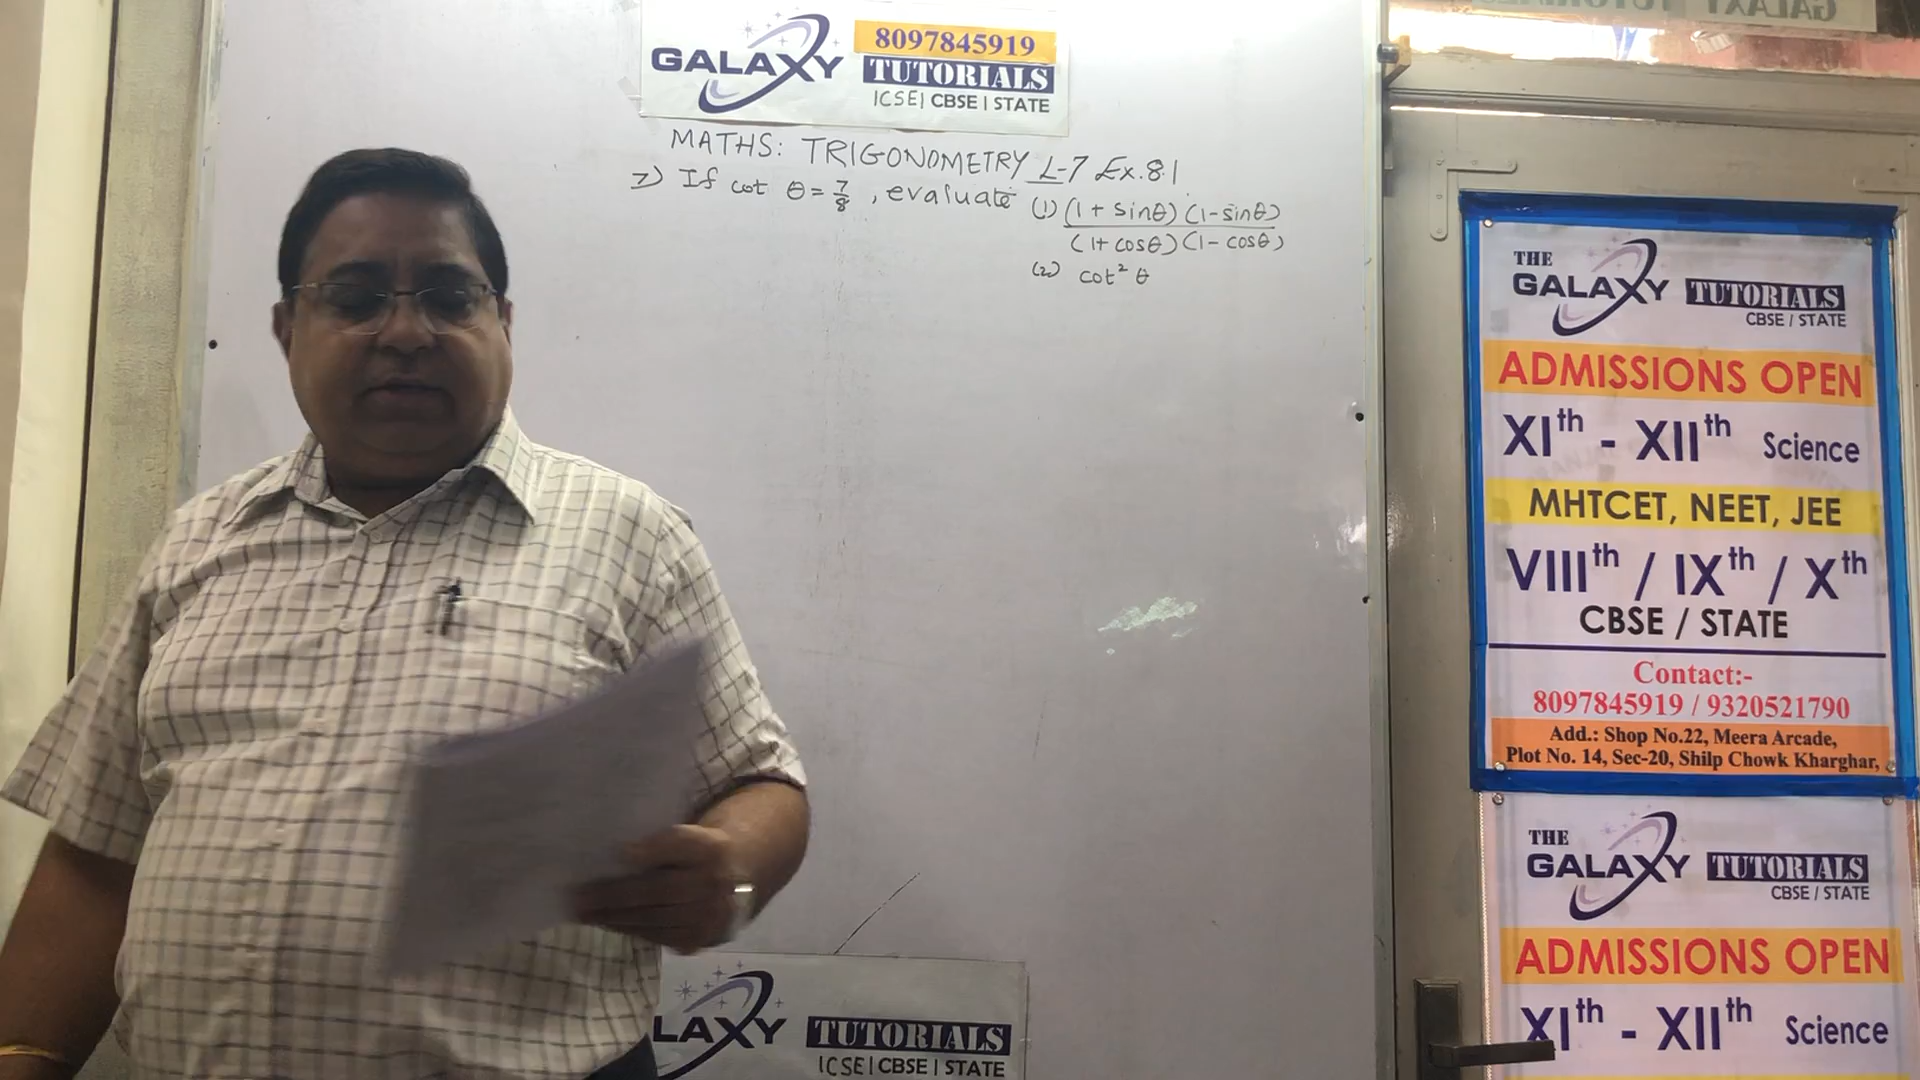 GALAXY TUTORIALS
8097845919
GALAXY
TUTORIALS
ICSE | CBSE | STATE
MATHS: TRIGONOMETRY L-7 Ex.8.1
7) If cot θ = 7/8, evaluate (1) (1 + sinθ) (1 - sinθ)
(1 + cosθ) (1 - cosθ)
(2) cot² θ
THE
GALAXY TUTORIALS
CBSE / STATE
ADMISSIONS OPEN
XIth - XIIth Science
MHTCET, NEET, JEE
VIIIth / IXth / Xth
CBSE / STATE
Contact:-
8097845919 / 9320521790
Add.: Shop No.22, Meera Arcade,
Plot No. 14, Sec-20, Shilp Chowk Kharghar,
THE
GALAXY TUTORIALS
CBSE / STATE
ADMISSIONS OPEN
XIth - XIIth Science
LAXY TUTORIALS
ICSE | CBSE | STATE